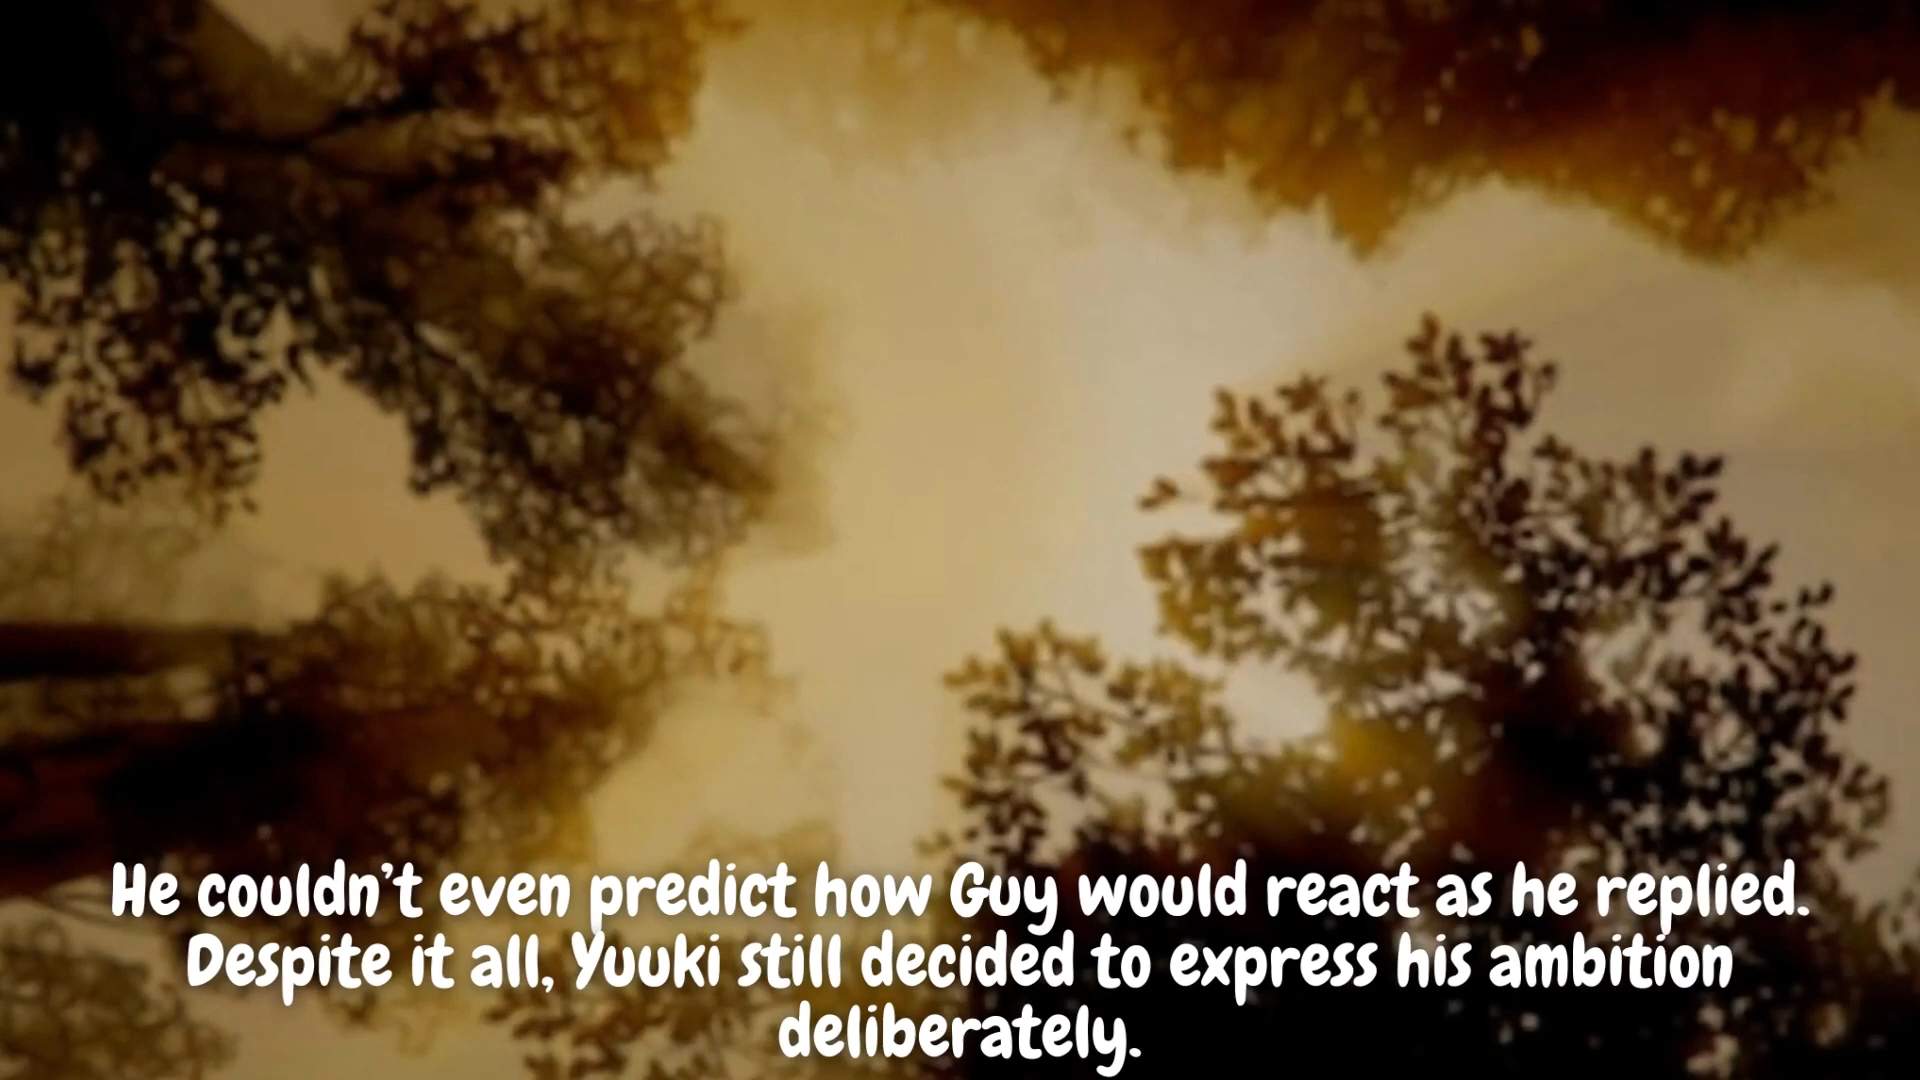 He couldn't even predict how Guy would react as he replied.
Despite it all, Yuuki still decided to express his ambition
deliberately.